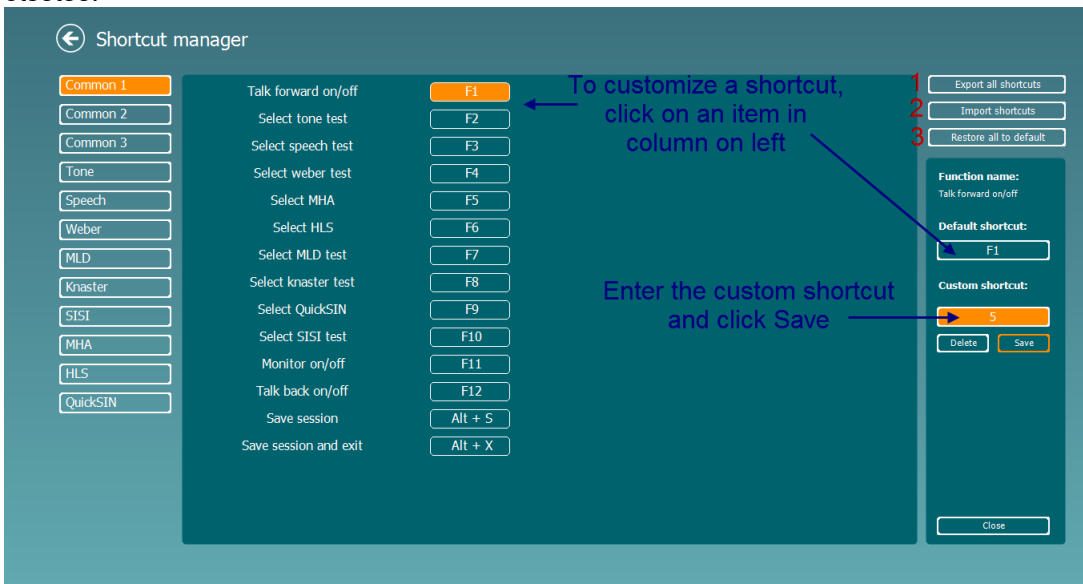 Shortcut manager
Common 1
Common 2
Common 3
Tone
Speech
Weber
MLD
Knaster
SISI
MHA
HLS
QuickSIN
Talk forward on/off F1
Select tone test F2
Select speech test F3
Select weber test F4
Select MHA F5
Select HLS F6
Select MLD test F7
Select knaster test F8
Select QuickSIN F9
Select SISI test F10
Monitor on/off F11
Talk back on/off F12
Save session Alt + S
Save session and exit Alt + X
To customize a shortcut,
click on an item in
column on left
Enter the custom shortcut
and click Save
1 Export all shortcuts
2 Import shortcuts
3 Restore all to default
Function name:
Talk forward on/off
Default shortcut:
F1
Custom shortcut:
5
Delete Save
Close